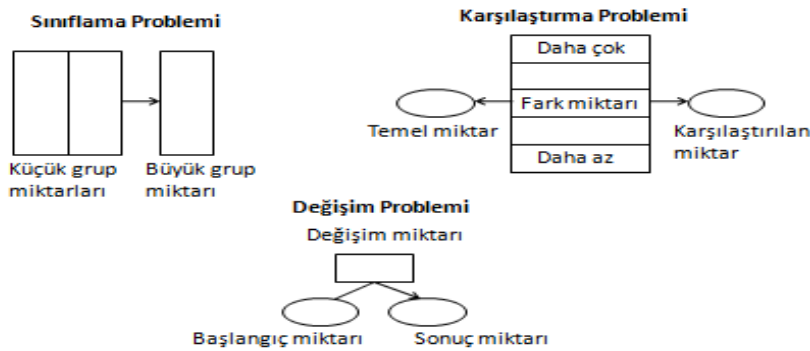 Sınıflama Problemi
Küçük grup
miktarları
Büyük grup
miktarı
Karşılaştırma Problemi
Daha çok
Fark miktarı
Daha az
Temel miktar
Karşılaştırılan
miktar
Değişim Problemi
Değişim miktarı
Başlangıç miktarı
Sonuç miktarı